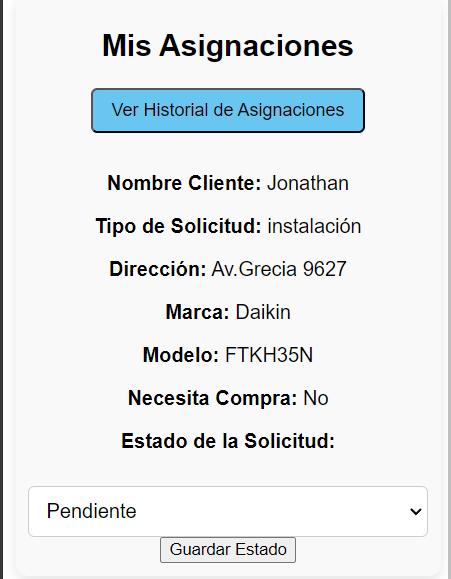 Mis Asignaciones
Ver Historial de Asignaciones
Nombre Cliente: Jonathan
Tipo de Solicitud: instalación
Dirección: Av.Grecia 9627
Marca: Daikin
Modelo: FTKH35N
Necesita Compra: No
Estado de la Solicitud:
Pendiente
Guardar Estado